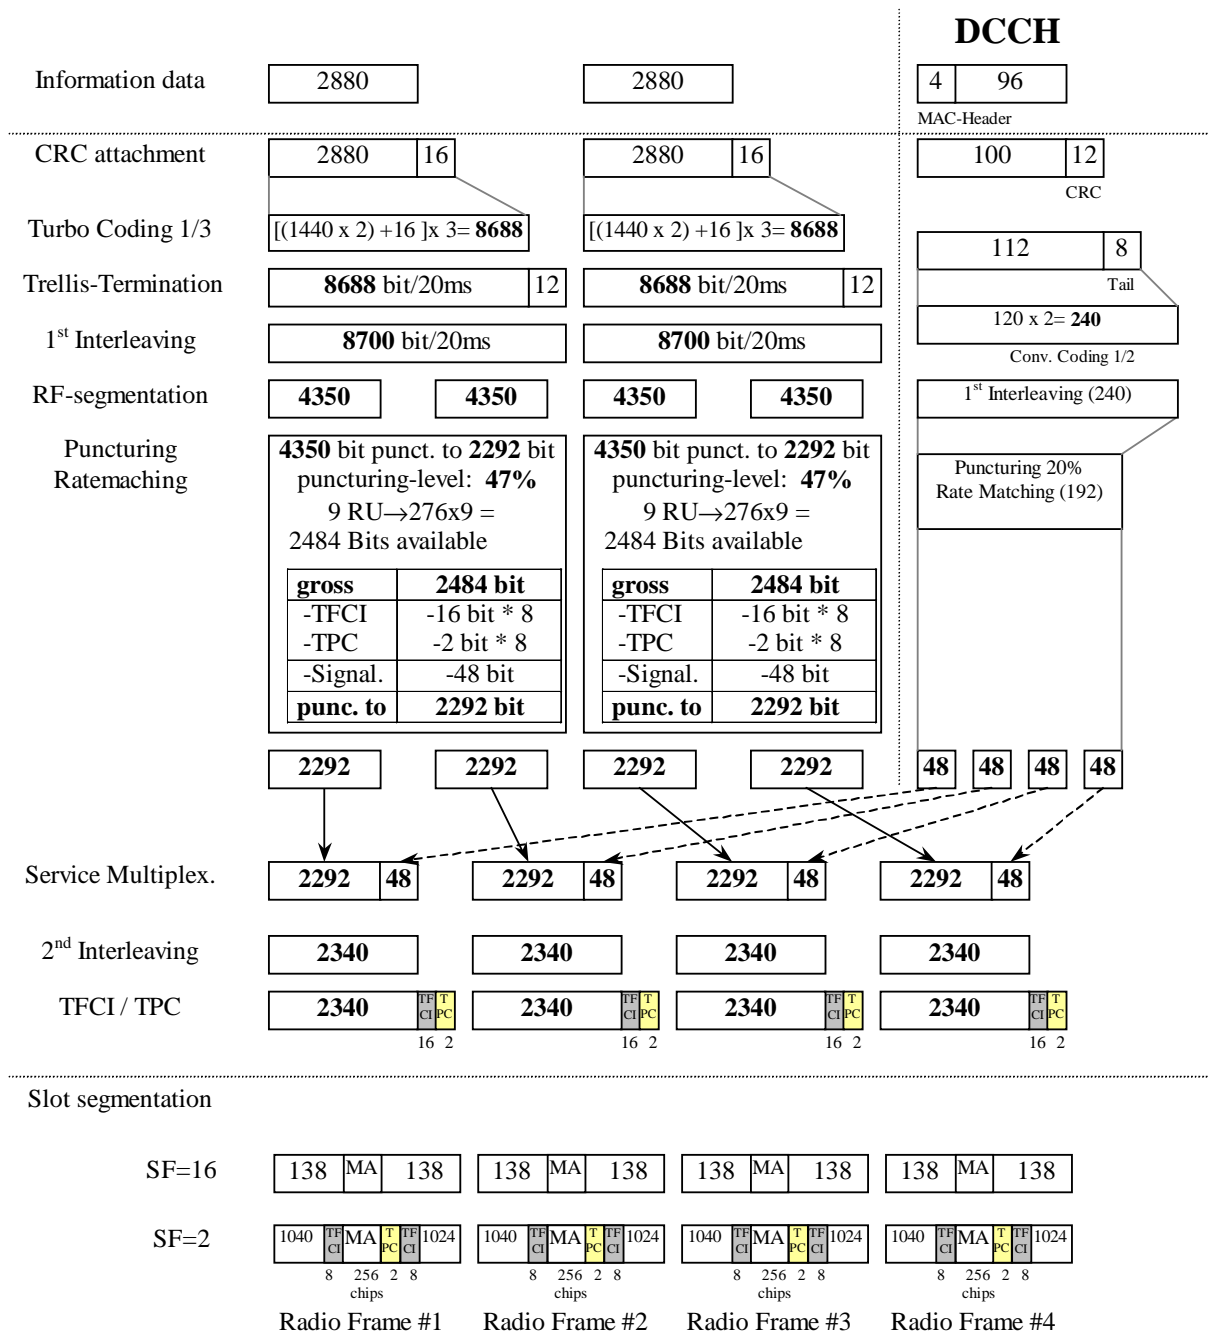 DCCH
Information data 2880 2880 4 96
MAC-Header
CRC attachment 2880 16 2880 16 100 12
CRC
Turbo Coding 1/3 [(1440 x 2) +16 ]x 3= 8688 [(1440 x 2) +16 ]x 3= 8688
112 8
Tail
Trellis-Termination 8688 bit/20ms 12 8688 bit/20ms 12
120 x 2= 240
Conv. Coding 1/2
1st Interleaving 8700 bit/20ms 8700 bit/20ms
RF-segmentation 4350 4350 4350 4350 1st Interleaving (240)
Puncturing
Ratemaching
4350 bit punct. to 2292 bit
puncturing-level: 47%
9 RU→276x9 =
2484 Bits available
gross 2484 bit
-TFCI -16 bit * 8
-TPC -2 bit * 8
-Signal. -48 bit
punc. to 2292 bit
4350 bit punct. to 2292 bit
puncturing-level: 47%
9 RU→276x9 =
2484 Bits available
gross 2484 bit
-TFCI -16 bit * 8
-TPC -2 bit * 8
-Signal. -48 bit
punc. to 2292 bit
Puncturing 20%
Rate Matching (192)
2292 2292 2292 2292 48 48 48 48
Service Multiplex. 2292 48 2292 48 2292 48 2292 48
2nd Interleaving 2340 2340 2340 2340
TFCI / TPC 2340 TF CI T PC 2340 TF CI T PC 2340 TF CI T PC 2340 TF CI T PC
16 2 16 2 16 2 16 2
Slot segmentation
SF=16 138 MA 138 138 MA 138 138 MA 138 138 MA 138
SF=2 1040 TF CI MA T PC TF CI 1024 1040 TF CI MA T PC TF CI 1024 1040 TF CI MA T PC TF CI 1024 1040 TF CI MA T PC TF CI 1024
8 256 2 8 8 256 2 8 8 256 2 8 8 256 2 8
chips chips chips chips
Radio Frame #1 Radio Frame #2 Radio Frame #3 Radio Frame #4